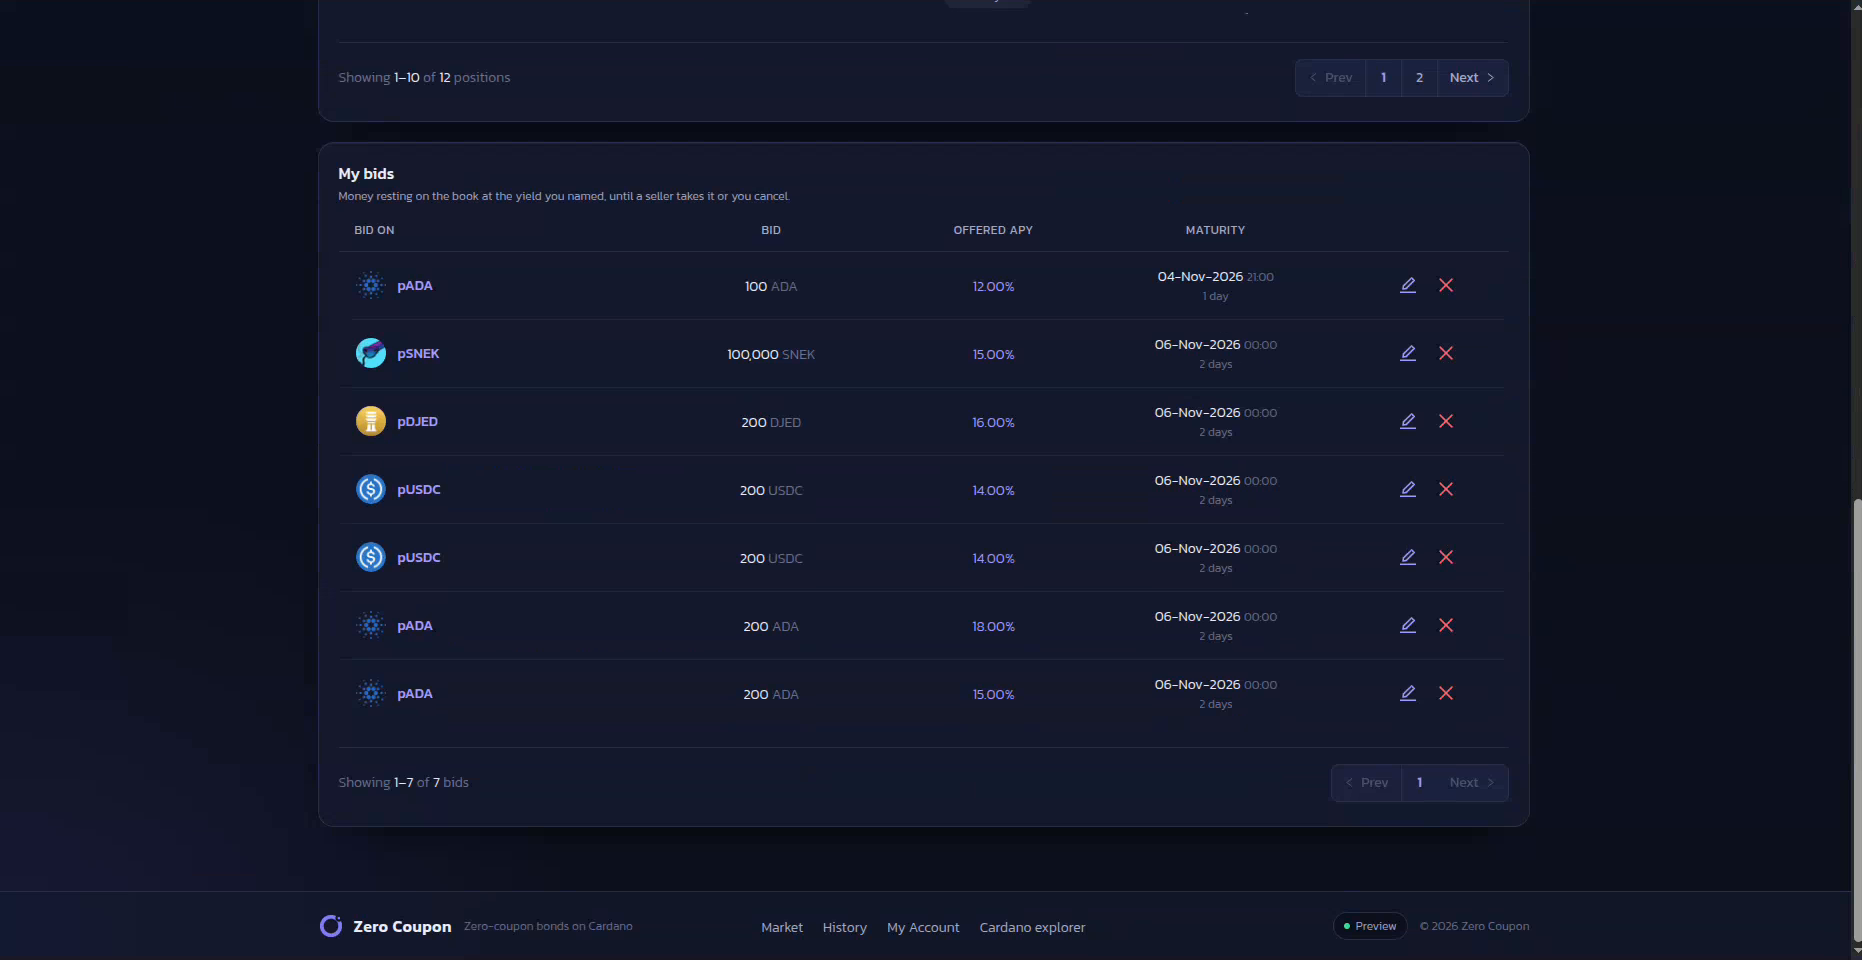 Showing 1–10 of 12 positions
Prev 1 2 Next
My bids
Money resting on the book at the yield you named, until a seller takes it or you cancel.
BID ON BID OFFERED APY MATURITY
pADA 100 ADA 12.00% 04-Nov-2026 21:00
1 day
pSNEK 100,000 SNEK 15.00% 06-Nov-2026 00:00
2 days
pDJED 200 DJED 16.00% 06-Nov-2026 00:00
2 days
pUSDC 200 USDC 14.00% 06-Nov-2026 00:00
2 days
pUSDC 200 USDC 14.00% 06-Nov-2026 00:00
2 days
pADA 200 ADA 18.00% 06-Nov-2026 00:00
2 days
pADA 200 ADA 15.00% 06-Nov-2026 00:00
2 days
Showing 1–7 of 7 bids
Prev 1 Next
Zero Coupon Zero-coupon bonds on Cardano Market History My Account Cardano explorer Preview © 2026 Zero Coupon